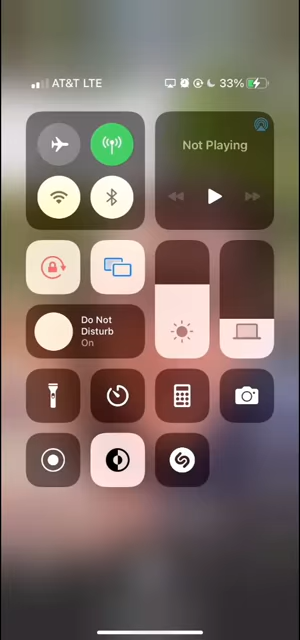 AT&T LTE
33%
Not Playing
Do Not
Disturb
On